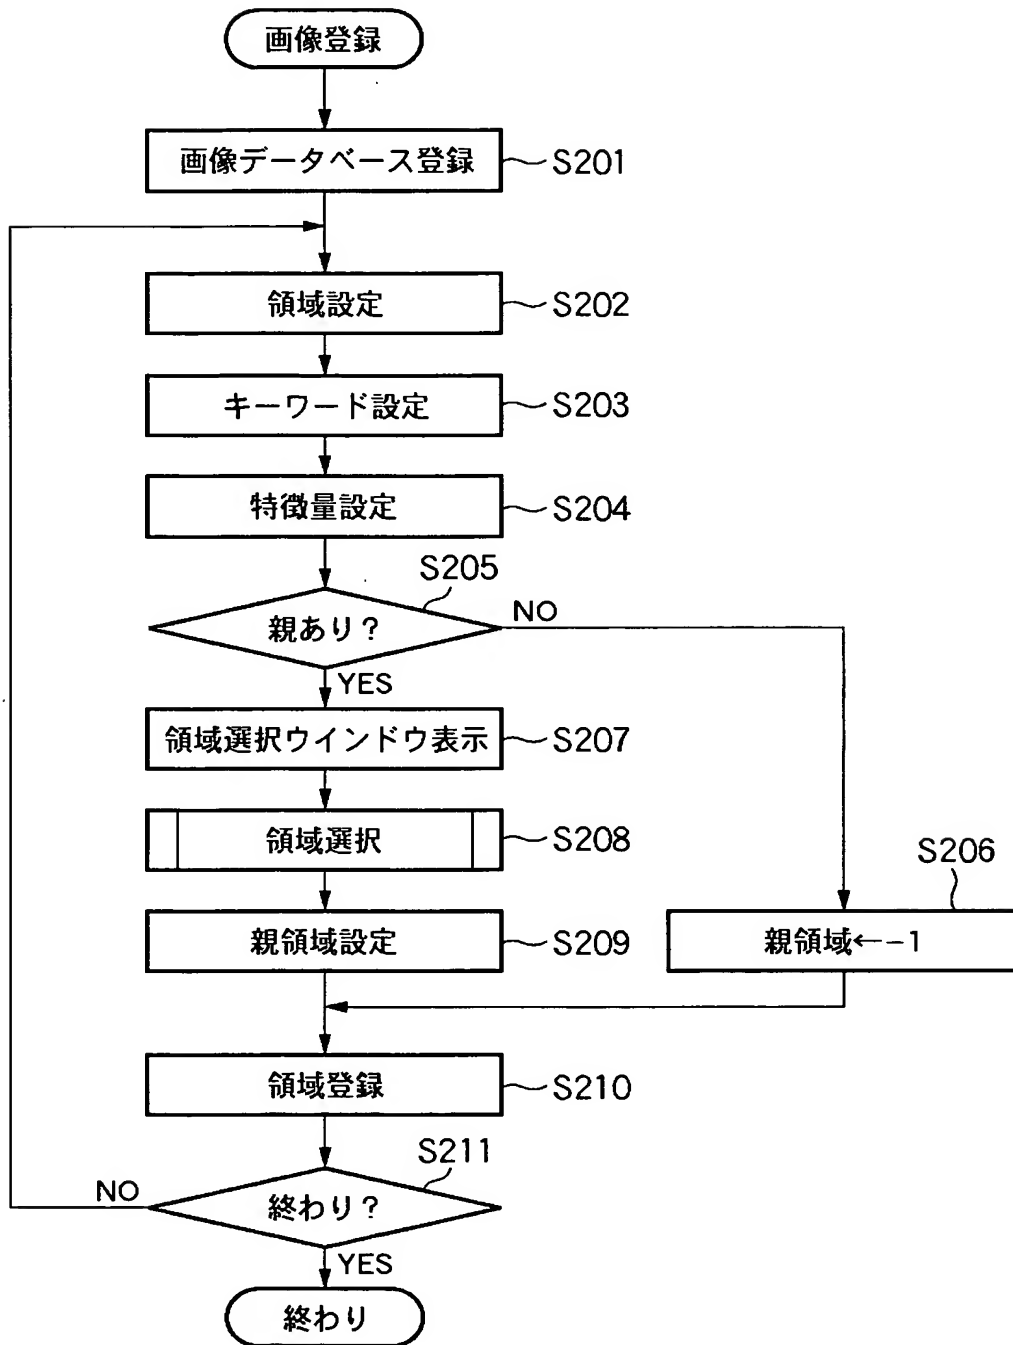 画像登録
画像データベース登録 S201
領域設定 S202
キーワード設定 S203
特徴量設定 S204
S205
親あり？ NO
YES
領域選択ウインドウ表示 S207
領域選択 S208
S206
親領域設定 S209 親領域←-1
領域登録 S210
S211
NO 終わり？
YES
終わり